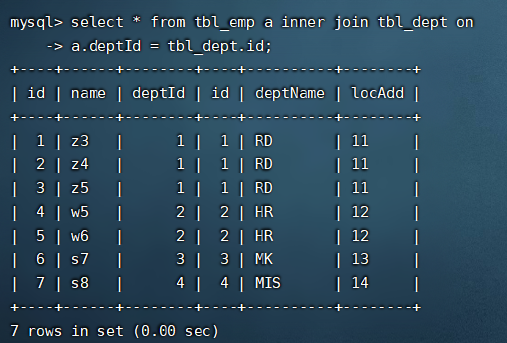 mysql> select * from tbl_emp a inner join tbl_dept on
    -> a.deptId = tbl_dept.id;
+----+------+--------+----+----------+--------+
| id | name | deptId | id | deptName | locAdd |
+----+------+--------+----+----------+--------+
|  1 | z3   |      1 |  1 | RD       | 11     |
|  2 | z4   |      1 |  1 | RD       | 11     |
|  3 | z5   |      1 |  1 | RD       | 11     |
|  4 | w5   |      2 |  2 | HR       | 12     |
|  5 | w6   |      2 |  2 | HR       | 12     |
|  6 | s7   |      3 |  3 | MK       | 13     |
|  7 | s8   |      4 |  4 | MIS      | 14     |
+----+------+--------+----+----------+--------+
7 rows in set (0.00 sec)